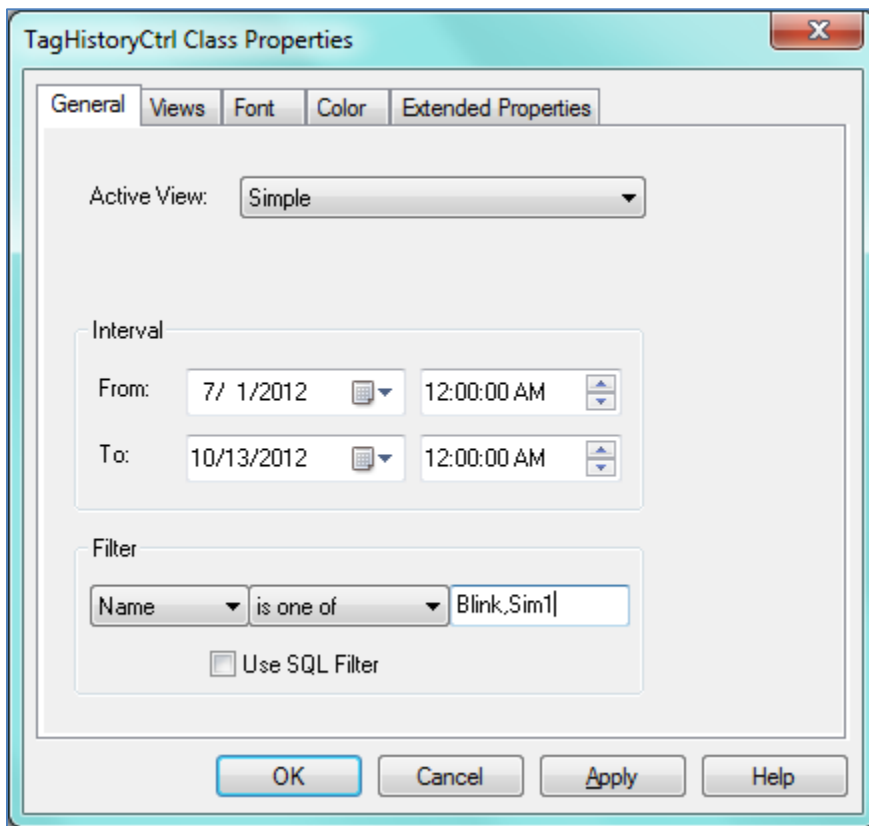 TagHistoryCtrl Class Properties
General Views Font Color Extended Properties
Active View: Simple
Interval
From: 7/ 1/2012 12:00:00 AM
To: 10/13/2012 12:00:00 AM
Filter
Name is one of Blink,Sim1
Use SQL Filter
OK Cancel Apply Help